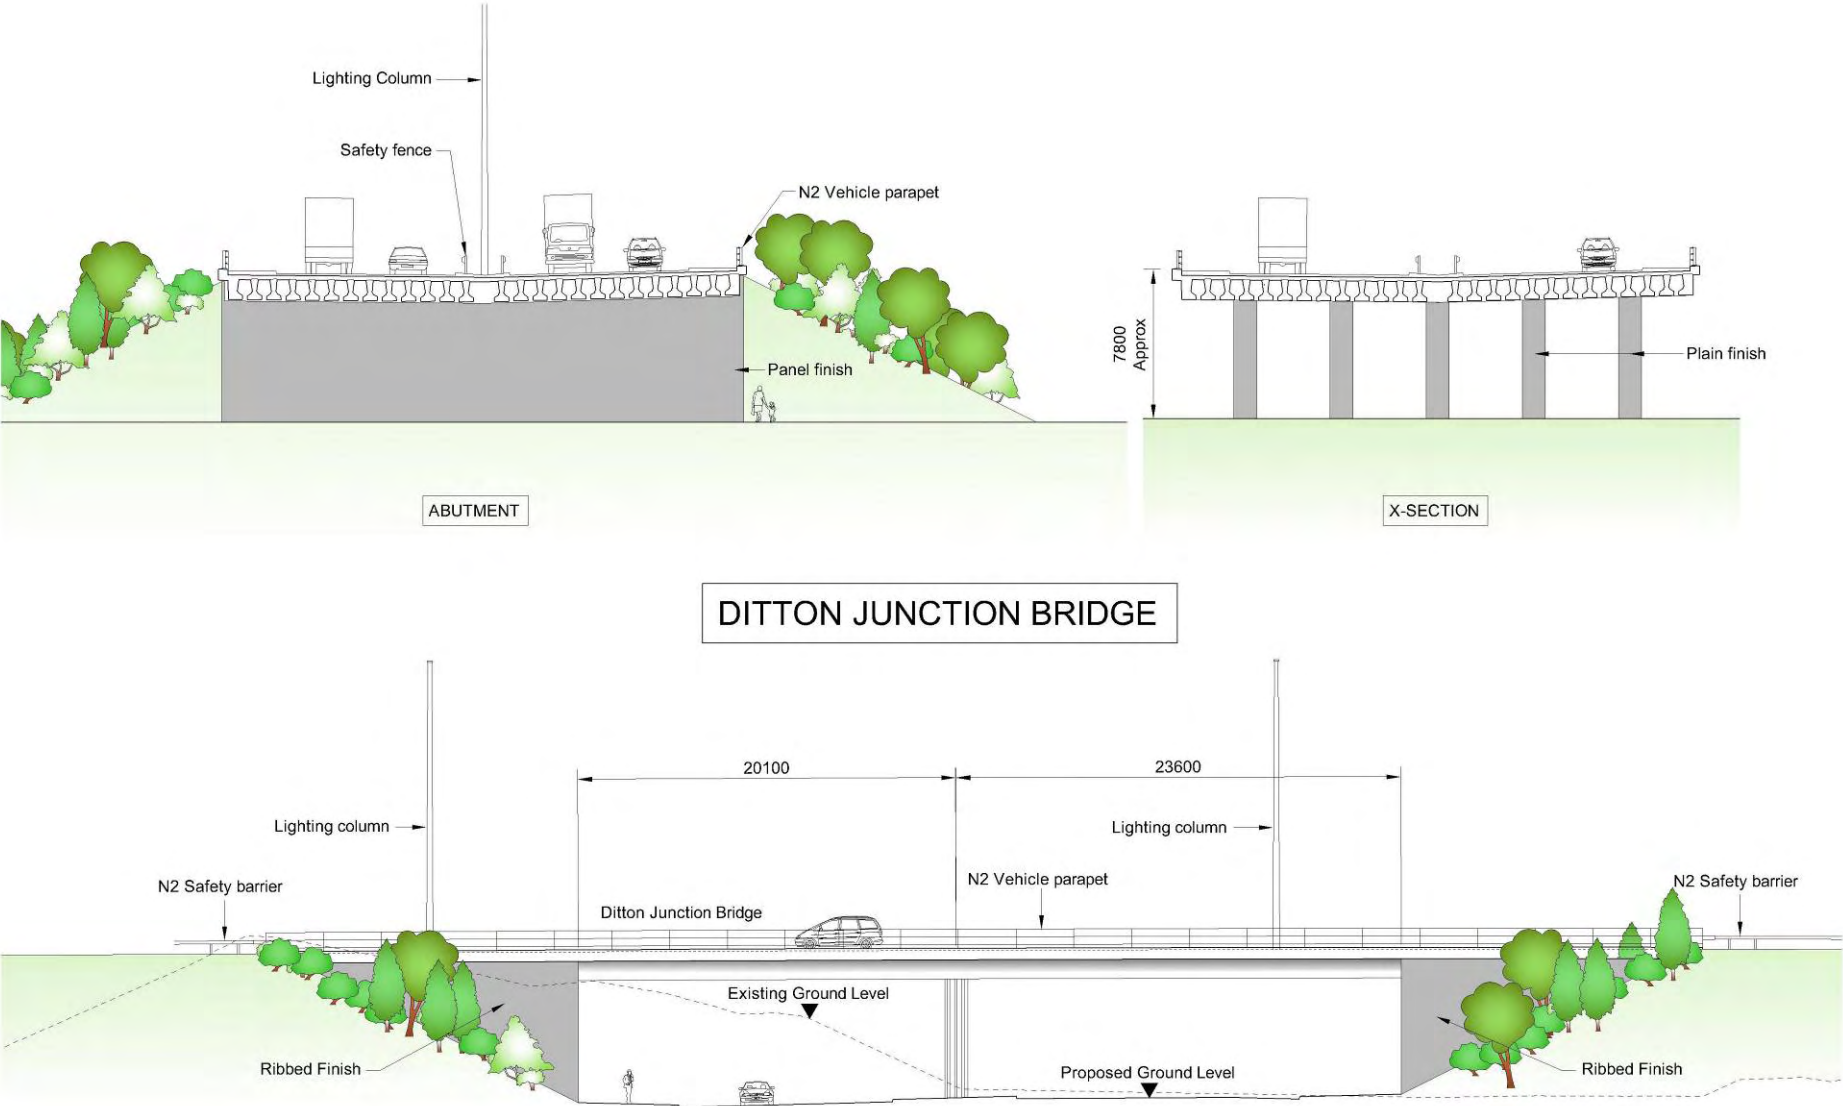 Lighting Column
Safety fence
N2 Vehicle parapet
Panel finish
7800
Approx
Plain finish
ABUTMENT
X-SECTION
DITTON JUNCTION BRIDGE
20100
23600
Lighting column
Lighting column
N2 Safety barrier
N2 Vehicle parapet
N2 Safety barrier
Ditton Junction Bridge
Existing Ground Level
Ribbed Finish
Proposed Ground Level
Ribbed Finish